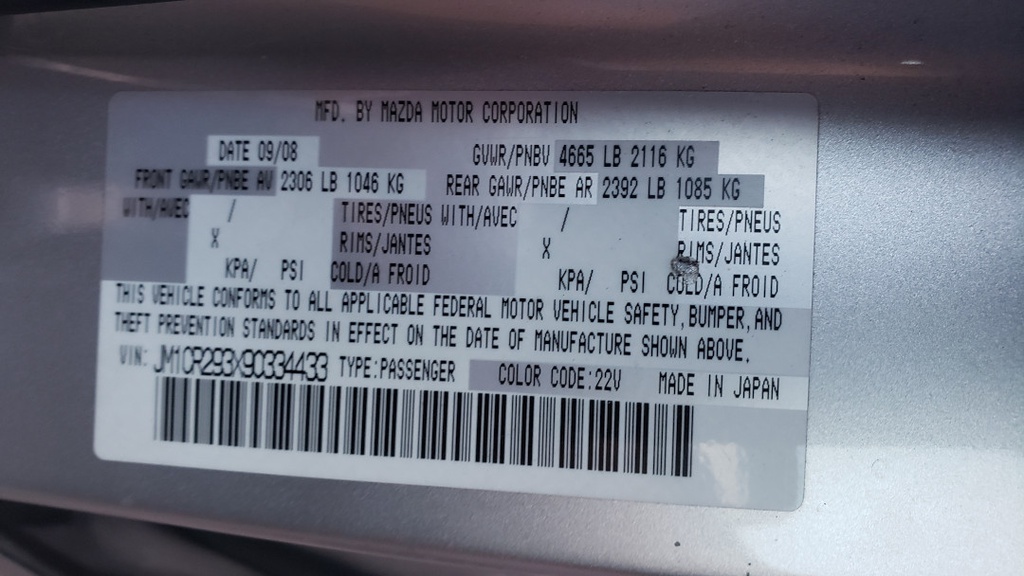 MFD. BY MAZDA MOTOR CORPORATION
DATE 09/08 GVWR/PNBV 4665 LB 2116 KG
FRONT GAWR/PNBE AV 2306 LB 1046 KG REAR GAWR/PNBE AR 2392 LB 1085 KG
WITH/AVEC / TIRES/PNEUS WITH/AVEC / TIRES/PNEUS
X RIMS/JANTES X RIMS/JANTES
KPA/ PSI COLD/A FROID KPA/ PSI COLD/A FROID
THIS VEHICLE CONFORMS TO ALL APPLICABLE FEDERAL MOTOR VEHICLE SAFETY, BUMPER, AND
THEFT PREVENTION STANDARDS IN EFFECT ON THE DATE OF MANUFACTURE SHOWN ABOVE.
VIN: JM1CR293X90334433 TYPE:PASSENGER COLOR CODE:22V MADE IN JAPAN